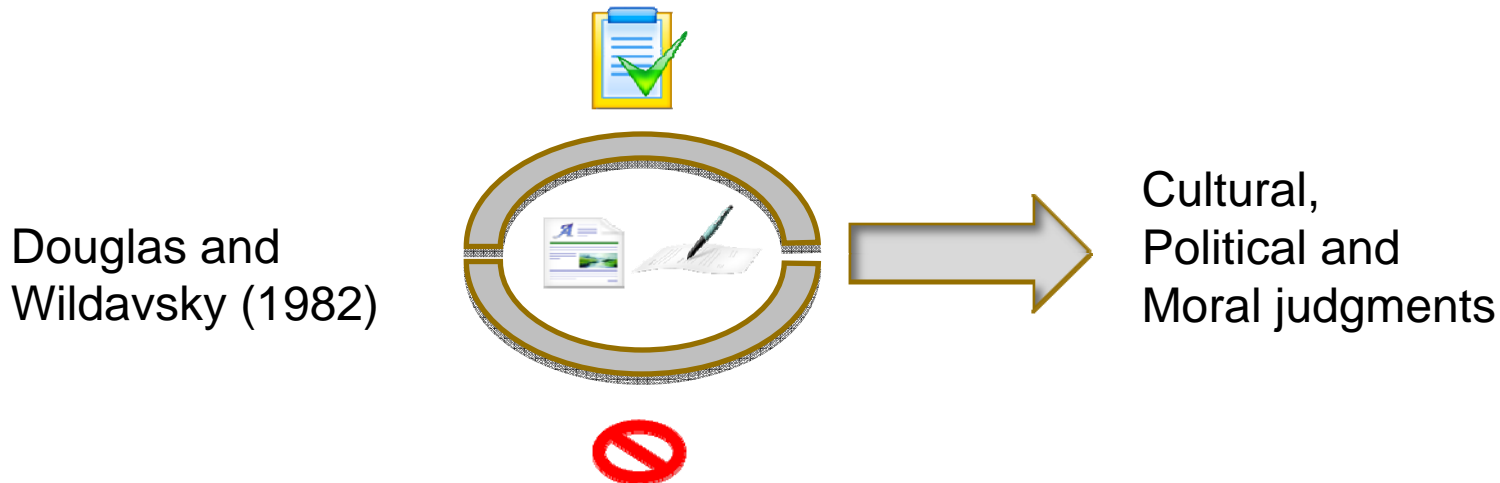 Douglas and
Wildavsky (1982)
Cultural,
Political and
Moral judgments